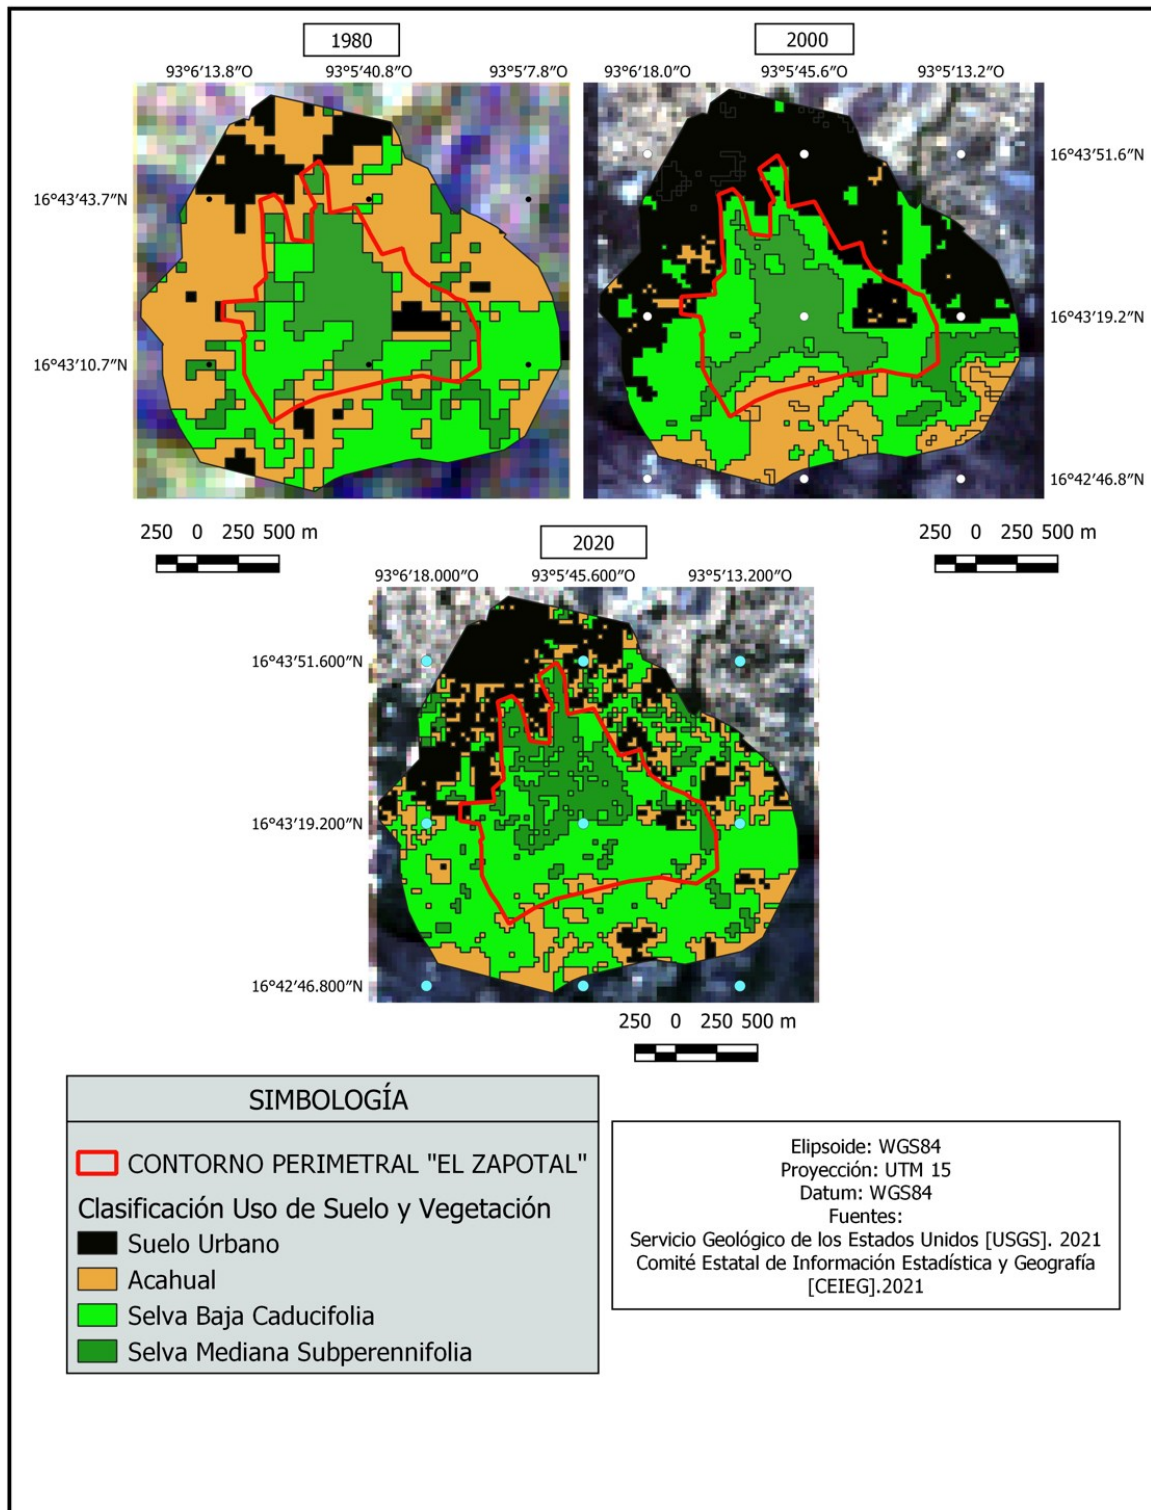 1980
93°6′13.8″O 93°5′40.8″O 93°5′7.8″O
16°43′43.7″N
16°43′10.7″N
250 0 250 500 m
2000
93°6′18.0″O 93°5′45.6″O 93°5′13.2″O
16°43′51.6″N
16°43′19.2″N
16°42′46.8″N
250 0 250 500 m
2020
93°6′18.000″O 93°5′45.600″O 93°5′13.200″O
16°43′51.600″N
16°43′19.200″N
16°42′46.800″N
250 0 250 500 m
SIMBOLOGÍA
CONTORNO PERIMETRAL "EL ZAPOTAL"
Clasificación Uso de Suelo y Vegetación
Suelo Urbano
Acahual
Selva Baja Caducifolia
Selva Mediana Subperennifolia
Elipsoide: WGS84
Proyección: UTM 15
Datum: WGS84
Fuentes:
Servicio Geológico de los Estados Unidos [USGS]. 2021
Comité Estatal de Información Estadística y Geografía
[CEIEG].2021